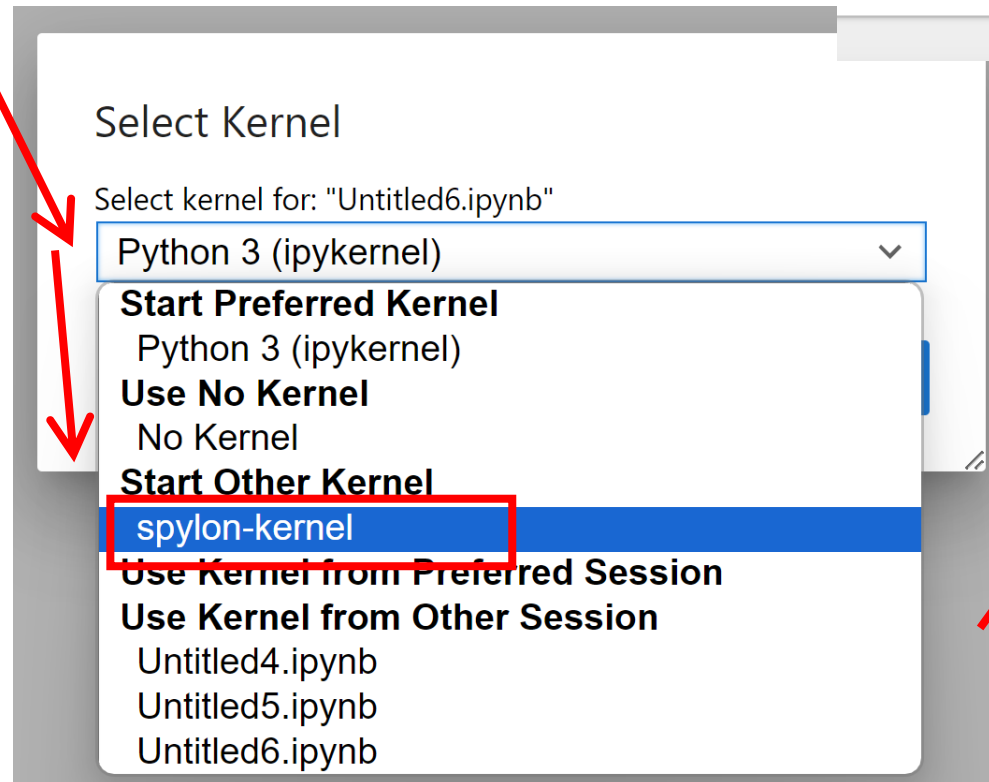 Select Kernel
Select kernel for: "Untitled6.ipynb"
Python 3 (ipykernel)
Start Preferred Kernel
Python 3 (ipykernel)
Use No Kernel
No Kernel
Start Other Kernel
spylon-kernel
Use Kernel from Preferred Session
Use Kernel from Other Session
Untitled4.ipynb
Untitled5.ipynb
Untitled6.ipynb